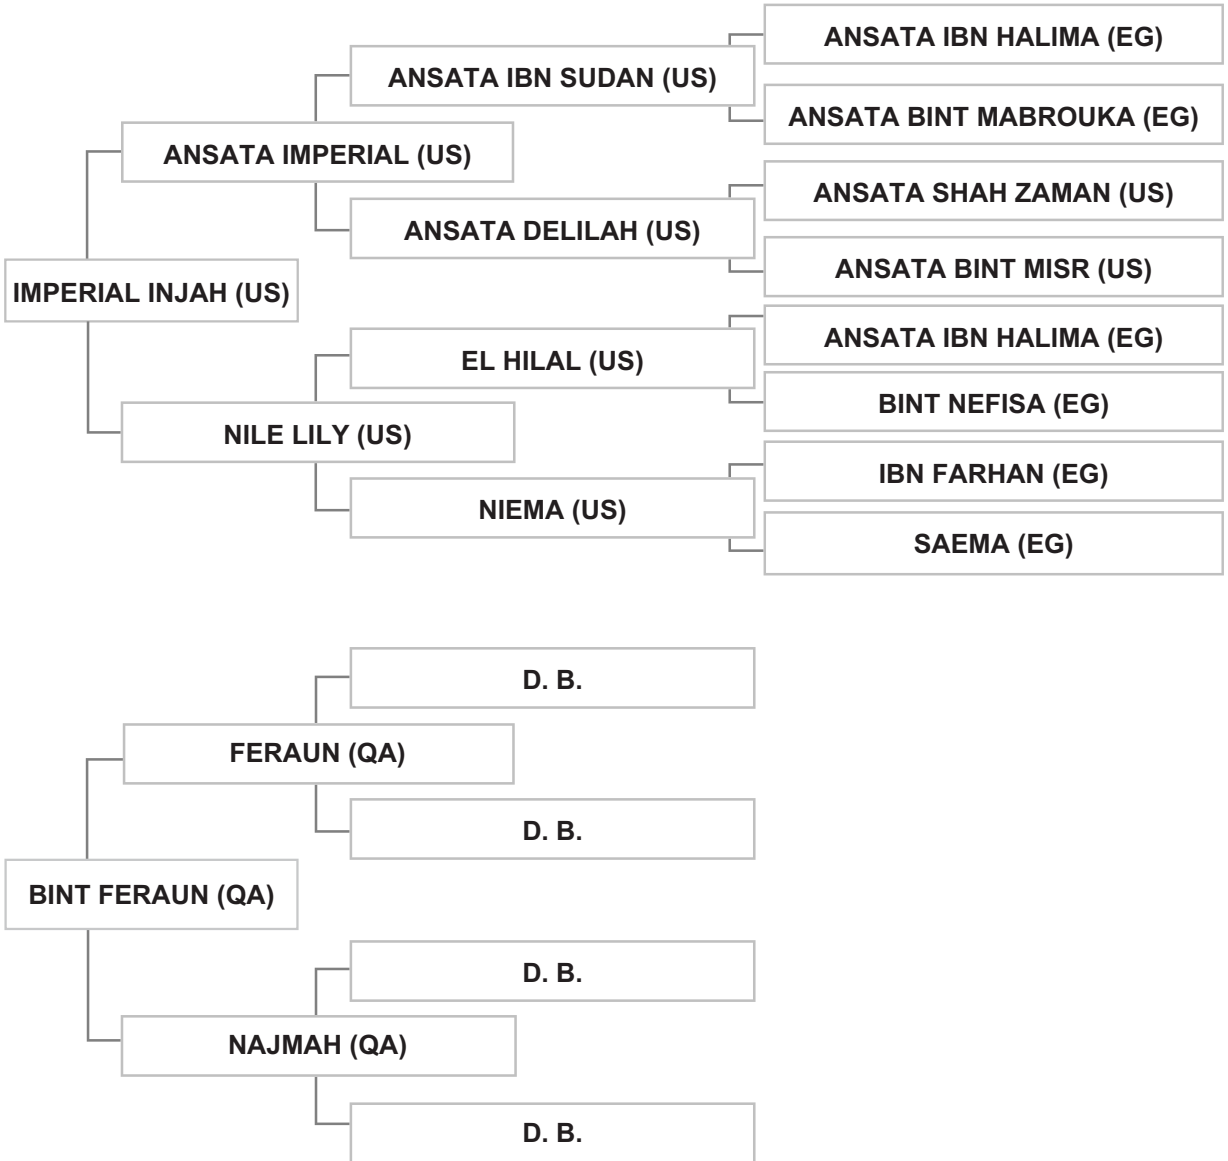 ANSATA IBN HALIMA (EG)
ANSATA IBN SUDAN (US)
ANSATA BINT MABROUKA (EG)
ANSATA IMPERIAL (US)
ANSATA SHAH ZAMAN (US)
ANSATA DELILAH (US)
ANSATA BINT MISR (US)
IMPERIAL INJAH (US)
ANSATA IBN HALIMA (EG)
EL HILAL (US)
BINT NEFISA (EG)
NILE LILY (US)
IBN FARHAN (EG)
NIEMA (US)
SAEMA (EG)
D. B.
FERAUN (QA)
D. B.
BINT FERAUN (QA)
D. B.
NAJMAH (QA)
D. B.